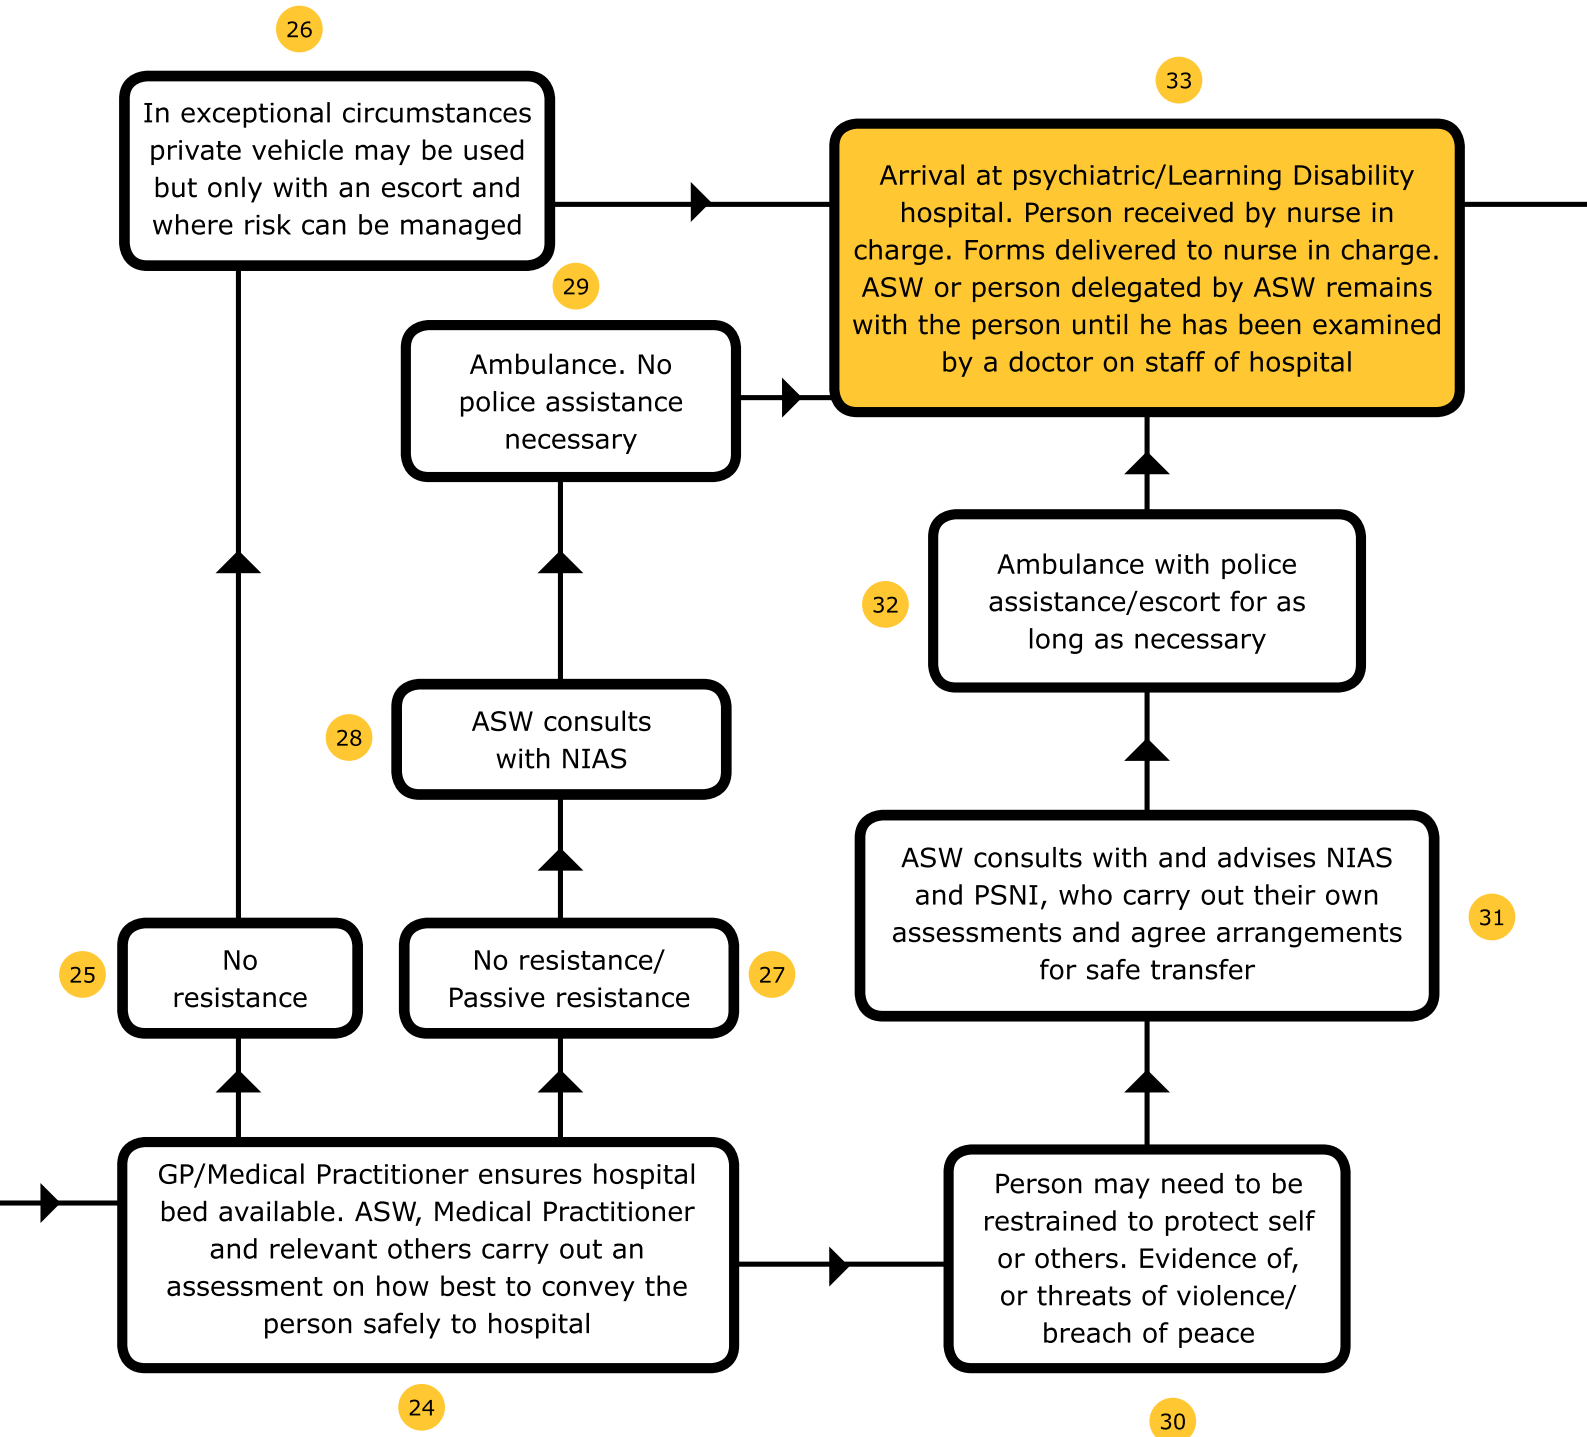 26
In exceptional circumstances
private vehicle may be used
but only with an escort and
where risk can be managed
33
Arrival at psychiatric/Learning Disability
hospital. Person received by nurse in
charge. Forms delivered to nurse in charge.
ASW or person delegated by ASW remains
with the person until he has been examined
by a doctor on staff of hospital
29
Ambulance. No
police assistance
necessary
32
Ambulance with police
assistance/escort for as
long as necessary
28
ASW consults
with NIAS
ASW consults with and advises NIAS
and PSNI, who carry out their own
assessments and agree arrangements
for safe transfer
31
25
No
resistance
No resistance/
Passive resistance
27
GP/Medical Practitioner ensures hospital
bed available. ASW, Medical Practitioner
and relevant others carry out an
assessment on how best to convey the
person safely to hospital
24
Person may need to be
restrained to protect self
or others. Evidence of,
or threats of violence/
breach of peace
30